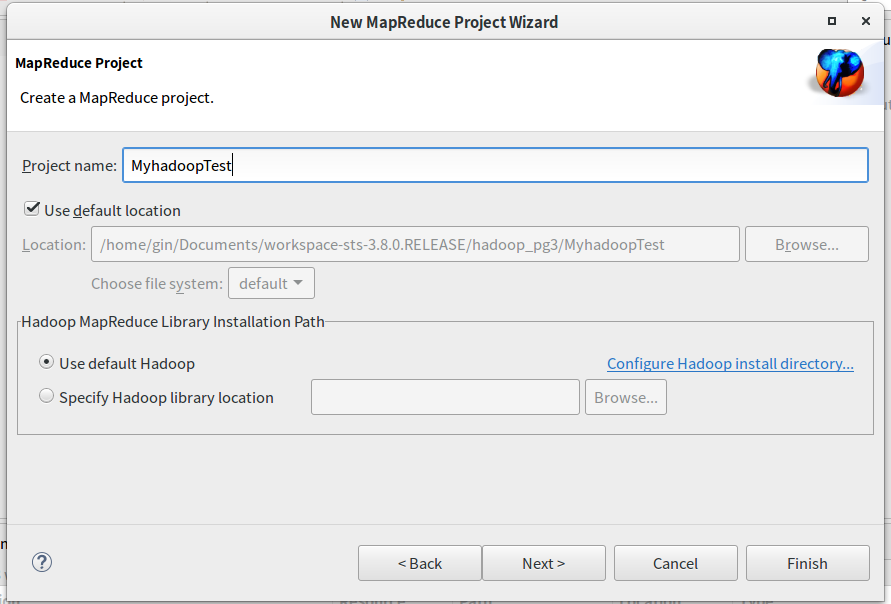 New MapReduce Project Wizard
MapReduce Project
Create a MapReduce project.
Project name: MyhadoopTest
Use default location
Location: /home/gin/Documents/workspace-sts-3.8.0.RELEASE/hadoop_pg3/MyhadoopTest Browse...
Choose file system: default
Hadoop MapReduce Library Installation Path
Use default Hadoop Configure Hadoop install directory...
Specify Hadoop library location Browse...
? < Back Next > Cancel Finish